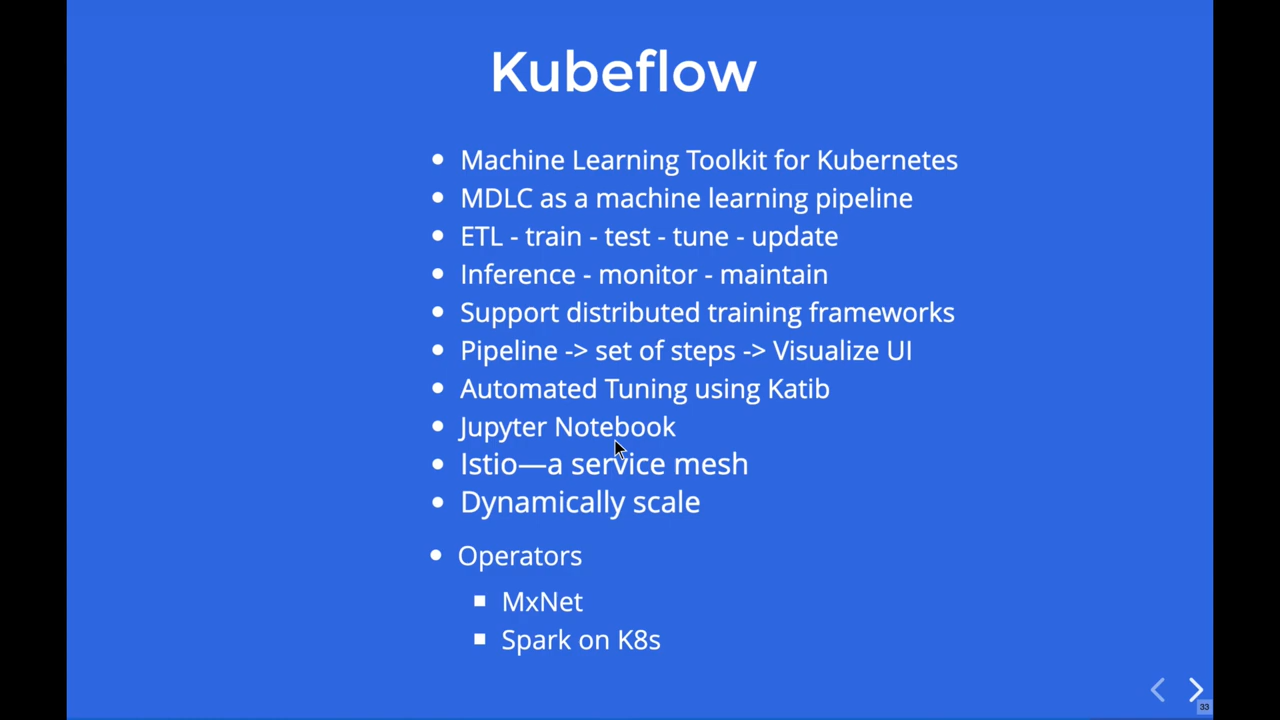 Kubeflow
Machine Learning Toolkit for Kubernetes
MDLC as a machine learning pipeline
ETL - train - test - tune - update
Inference - monitor - maintain
Support distributed training frameworks
Pipeline -> set of steps -> Visualize UI
Automated Tuning using Katib
Jupyter Notebook
Istio—a service mesh
Dynamically scale
Operators
MxNet
Spark on K8s
33